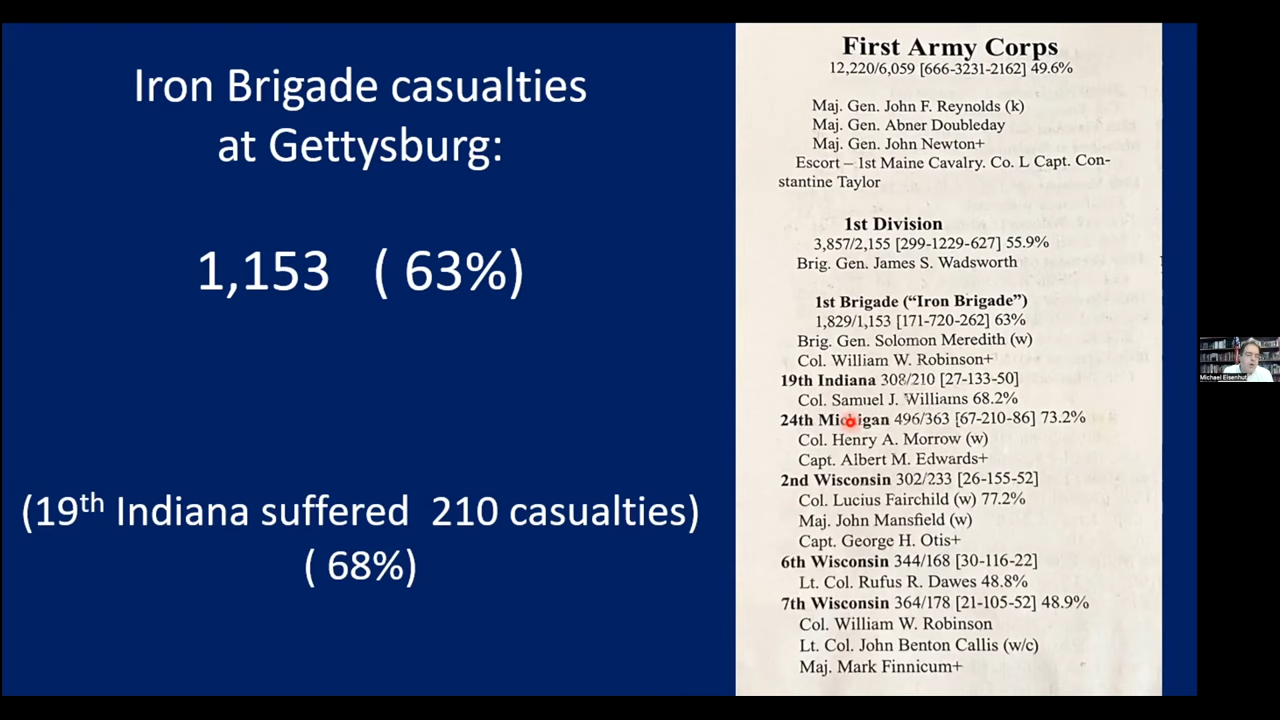 Iron Brigade casualties
at Gettysburg:
1,153 ( 63%)
(19th Indiana suffered 210 casualties)
( 68%)
First Army Corps
12,220/6,059 [666-3231-2162] 49.6%
Maj. Gen. John F. Reynolds (k)
Maj. Gen. Abner Doubleday
Maj. Gen. John Newton+
Escort – 1st Maine Cavalry. Co. L Capt. Con-
stantine Taylor
1st Division
3,857/2,155 [299-1229-627] 55.9%
Brig. Gen. James S. Wadsworth
1st Brigade (“Iron Brigade”)
1,829/1,153 [171-720-262] 63%
Brig. Gen. Solomon Meredith (w)
Col. William W. Robinson+
19th Indiana 308/210 [27-133-50]
Col. Samuel J. Williams 68.2%
24th Michigan 496/363 [67-210-86] 73.2%
Col. Henry A. Morrow (w)
Capt. Albert M. Edwards+
2nd Wisconsin 302/233 [26-155-52]
Col. Lucius Fairchild (w) 77.2%
Maj. John Mansfield (w)
Capt. George H. Otis+
6th Wisconsin 344/168 [30-116-22]
Lt. Col. Rufus R. Dawes 48.8%
7th Wisconsin 364/178 [21-105-52] 48.9%
Col. William W. Robinson
Lt. Col. John Benton Callis (w/c)
Maj. Mark Finnicum+
Michael Eisenhut